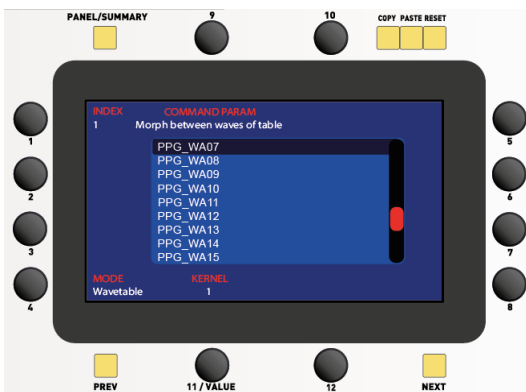 PANEL/SUMMARY 9 10 COPY PASTE RESET
INDEX COMMAND PARAM
1 Morph between waves of table
PPG_WA07
PPG_WA08
PPG_WA09
PPG_WA10
PPG_WA11
PPG_WA12
PPG_WA13
PPG_WA14
PPG_WA15
MODE KERNEL
Wavetable 1
1
2
3
4
5
6
7
8
PREV 11 / VALUE 12 NEXT